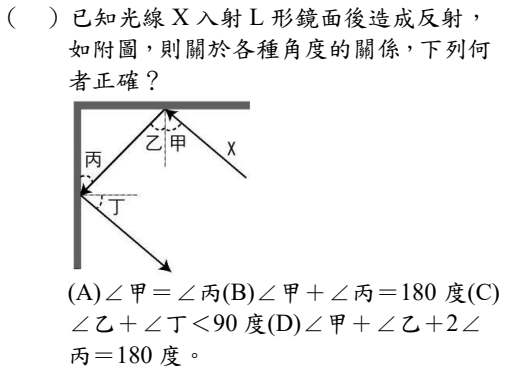 （　）已知光線 X 入射 L 形鏡面後造成反射，
如附圖，則關於各種角度的關係，下列何
者正確？
乙 甲 X
丙
丁
(A)∠甲＝∠丙(B)∠甲＋∠丙＝180 度(C)
∠乙＋∠丁＜90 度(D)∠甲＋∠乙＋2∠
丙＝180 度。